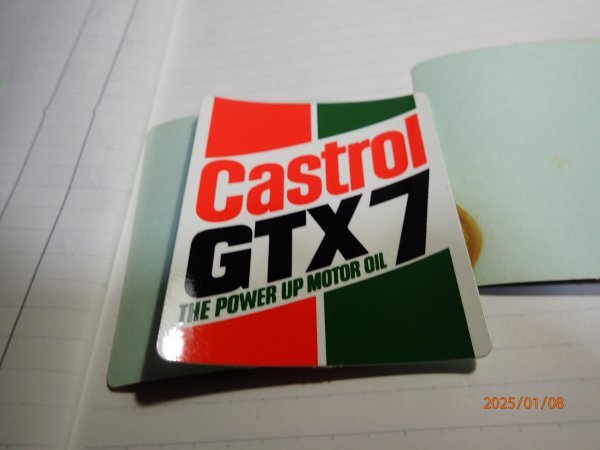 Castrol
GTX7
THE POWER UP MOTOR OIL
2025/01/08